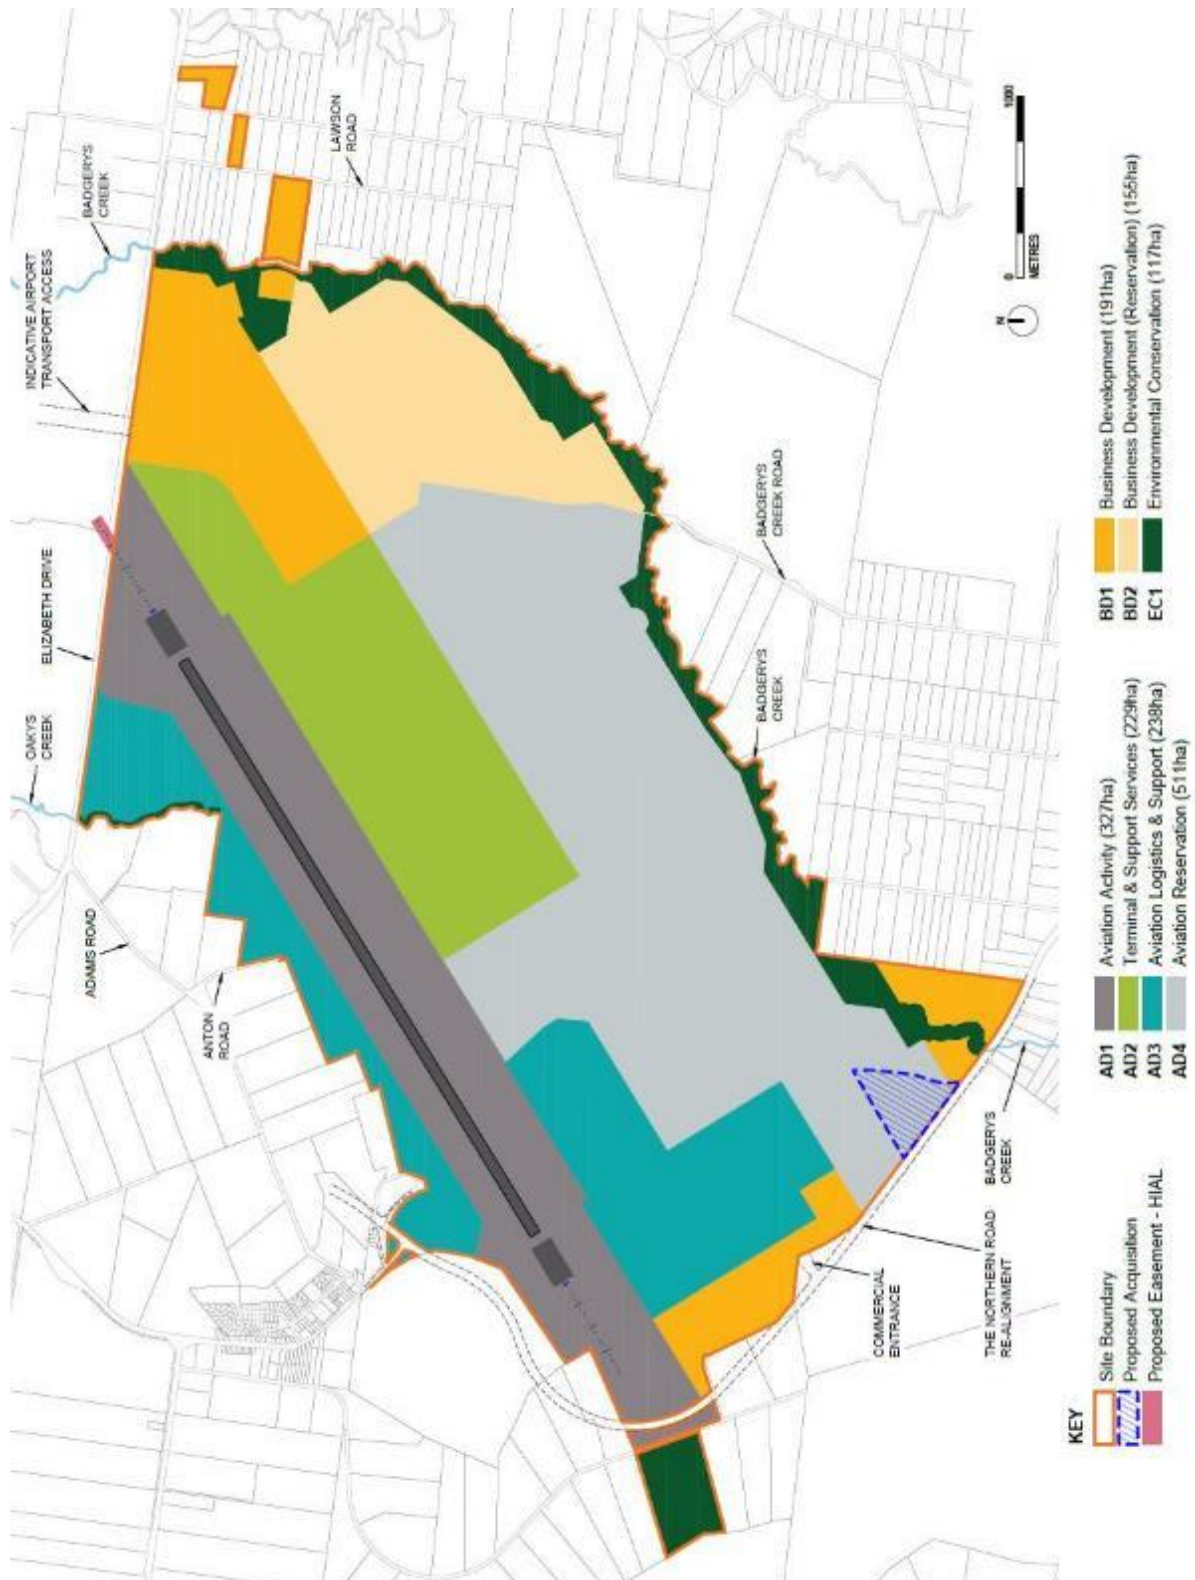 OAKYS
CREEK
ELIZABETH DRIVE
INDICATIVE AIRPORT
TRANSPORT ACCESS
BADGERYS
CREEK
ADAMS ROAD
ANTON
ROAD
LAWSON
ROAD
COMMERCIAL
ENTRANCE
THE NORTHERN ROAD
RE-ALIGNMENT
BADGERYS
CREEK
BADGERYS
CREEK
BADGERYS
CREEK ROAD
N
0 1000
METRES
KEY
Site Boundary
Proposed Acquisition
Proposed Easement - HIAL
AD1 Aviation Activity (327ha)
AD2 Terminal & Support Services (229ha)
AD3 Aviation Logistics & Support (238ha)
AD4 Aviation Reservation (511ha)
BD1 Business Development (191ha)
BD2 Business Development (Reservation) (155ha)
EC1 Environmental Conservation (117ha)